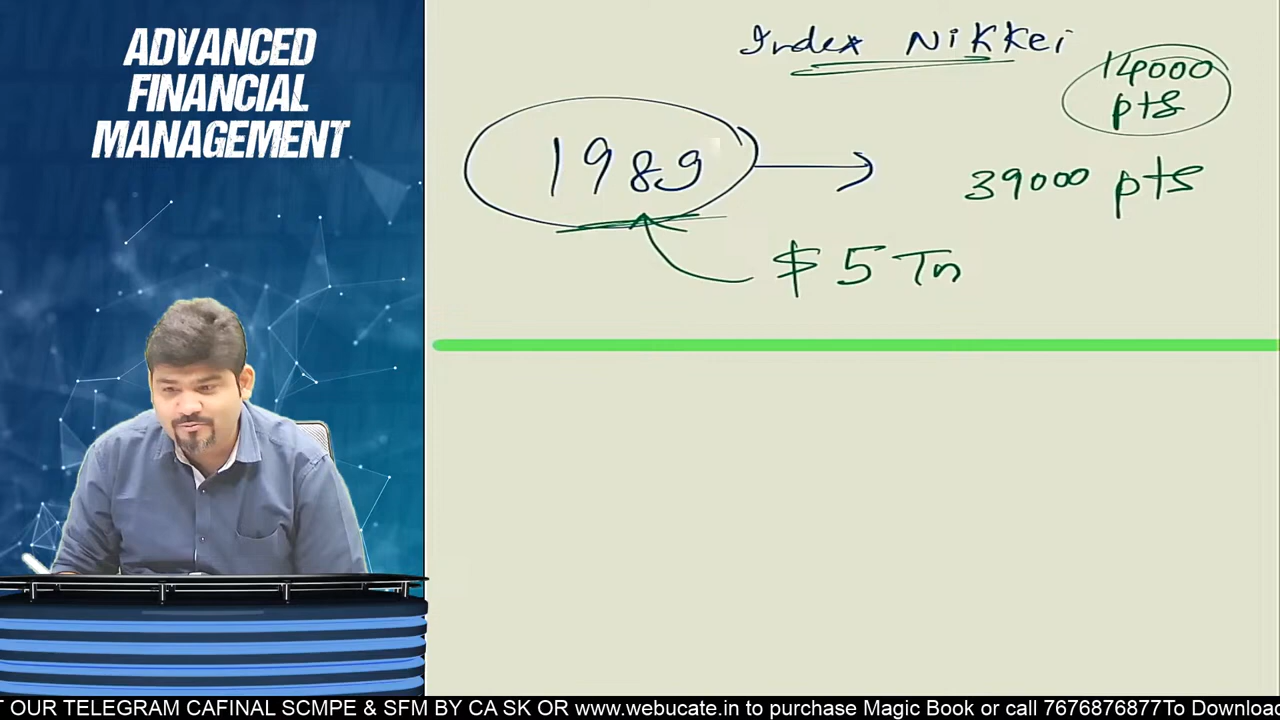 ADVANCED
FINANCIAL
MANAGEMENT
Index Nikkei
14000
pts
1989
39000 pts
$ 5 Tn
T OUR TELEGRAM CAFINAL SCMPE & SFM BY CA SK OR www.webucate.in to purchase Magic Book or call 7676876877To Download